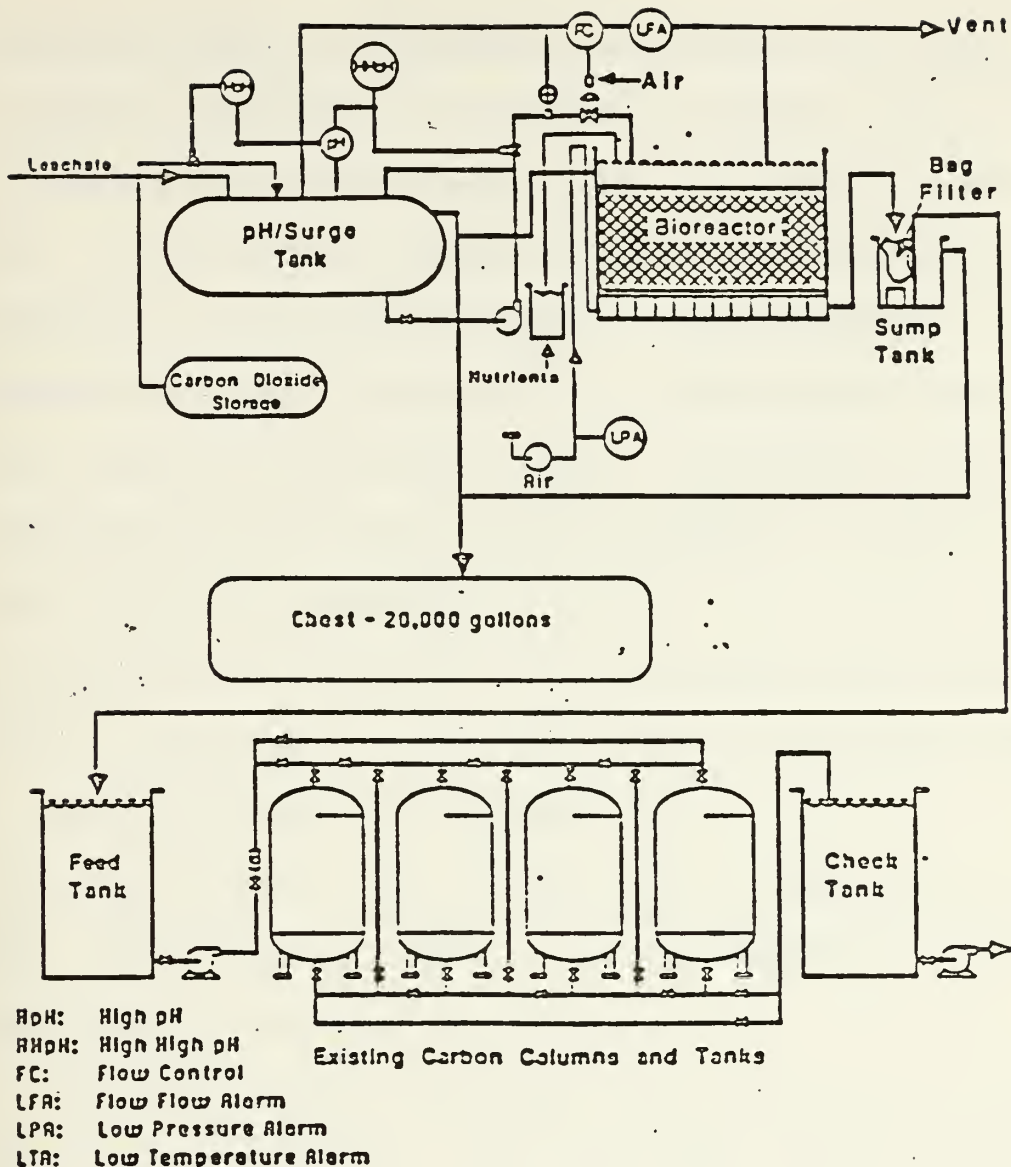 Vent
FC
LFA
Air
Leachate
pH
Bag
Filter
pH/Surge
Tank
Bioreactor
Sump
Tank
Carbon Dioxide
Storage
Nutrients
LPA
Air
Chest - 20,000 gallons
Feed
Tank
Check
Tank
HpH: High pH
HHpH: High High pH
FC: Flow Control
LFA: Flow Flow Alarm
LPA: Low Pressure Alarm
LTA: Low Temperature Alarm
Existing Carbon Columns and Tanks